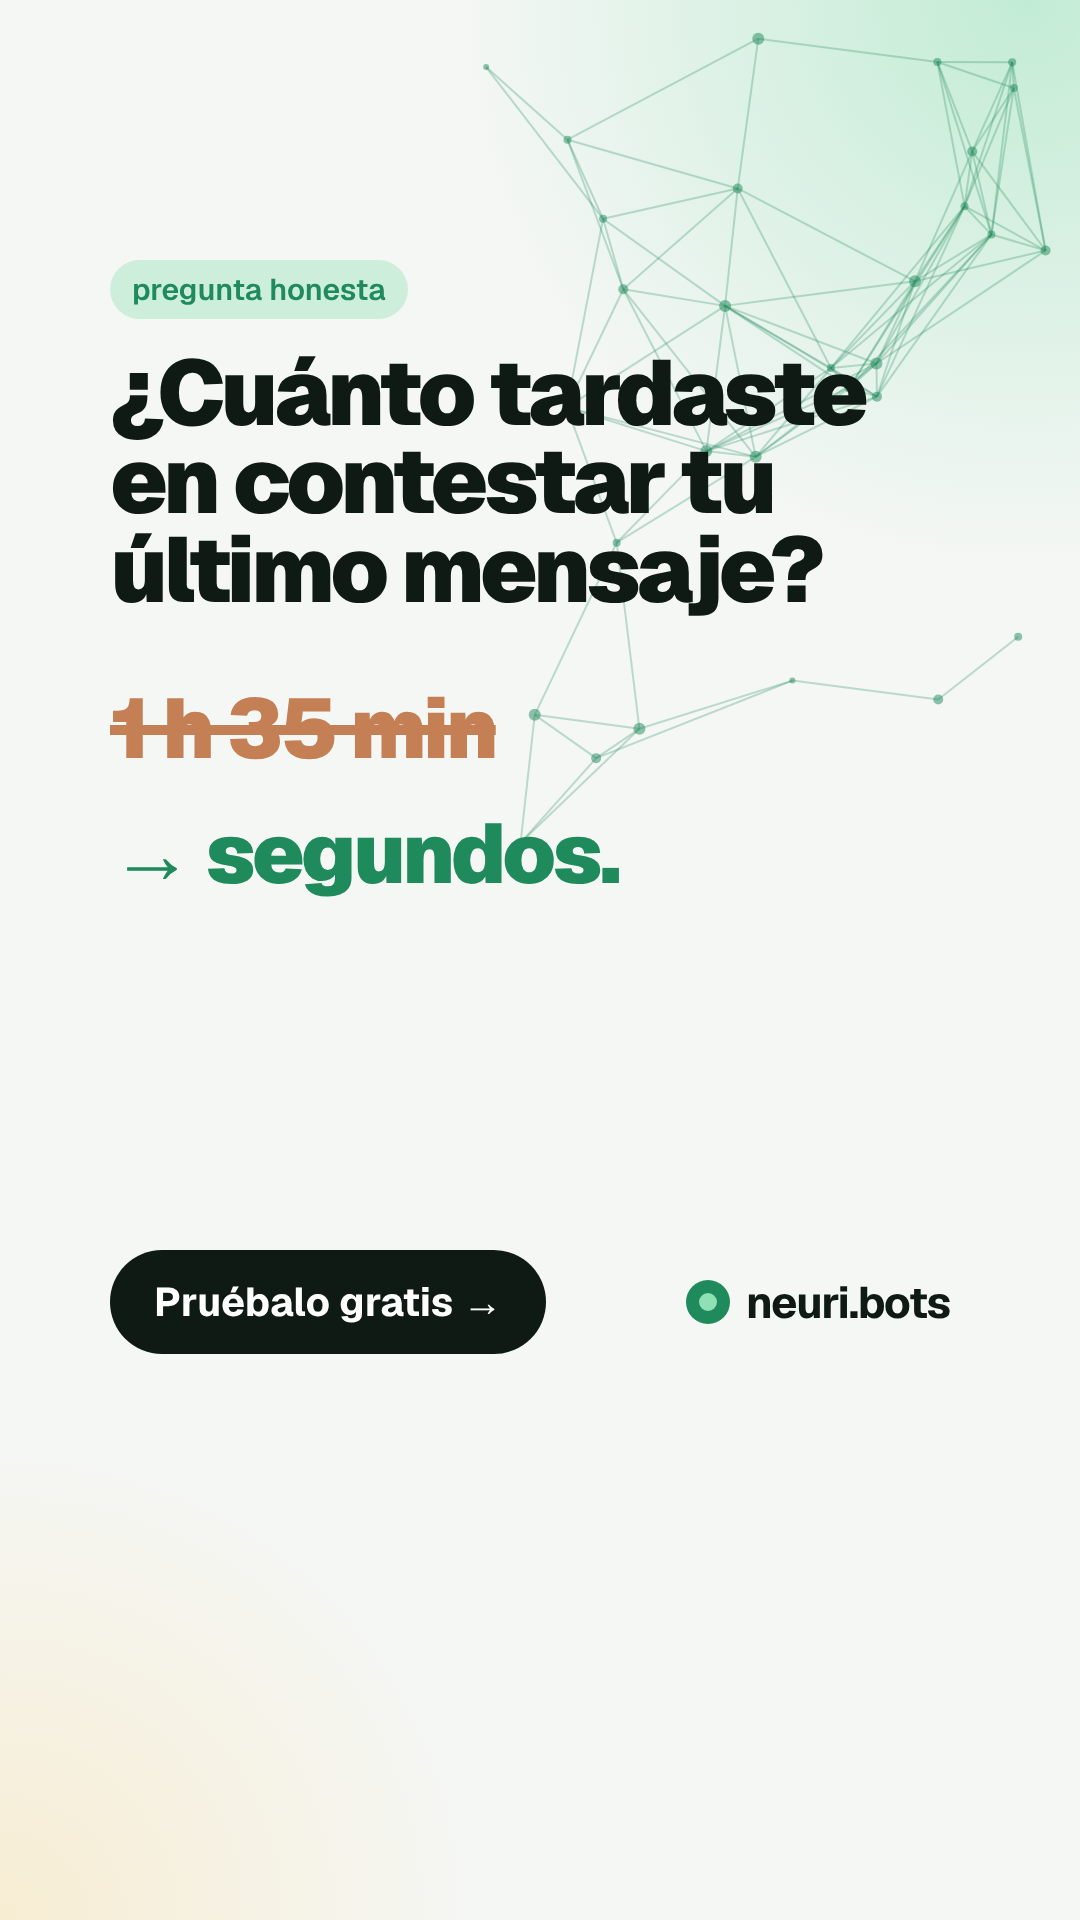 pregunta honesta
¿Cuánto tardaste
en contestar tu
último mensaje?
1 h 35 min
→ segundos.
Pruébalo gratis →
neuri.bots